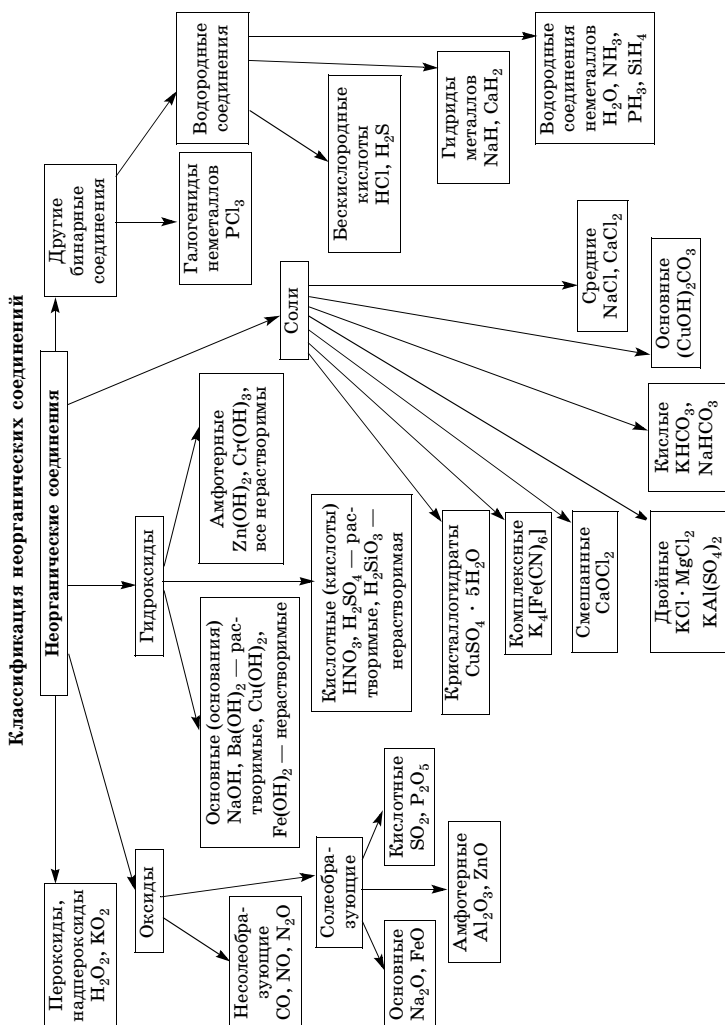 Классификация неорганических соединений
Неорганические соединения
Пероксиды,
надпероксиды
H₂O₂, KO₂
Оксиды
Несолеобра-
зующие
CO, NO, N₂O
Солеобра-
зующие
Основные
Na₂O, FeO
Амфотерные
Al₂O₃, ZnO
Кислотные
SO₂, P₂O₅
Гидроксиды
Основные (основания)
NaOH, Ba(OH)₂ — рас-
творимые, Cu(OH)₂,
Fe(OH)₂ — нерастворимые
Кислотные (кислоты)
HNO₃, H₂SO₄ — рас-
творимые, H₂SiO₃ —
нерастворимая
Амфотерные
Zn(OH)₂, Cr(OH)₃,
все нерастворимы
Соли
Кристаллогидраты
CuSO₄ · 5H₂O
Комплексные
K₄[Fe(CN)₆]
Смешанные
CaOCl₂
Двойные
KCl · MgCl₂
KAl(SO₄)₂
Кислые
KHCO₃,
NaHCO₃
Основные
(CuOH)₂CO₃
Средние
NaCl, CaCl₂
Другие
бинарные
соединения
Галогениды
неметаллов
PCl₃
Водородные
соединения
Бескислородные
кислоты
HCl, H₂S
Гидриды
металлов
NaH, CaH₂
Водородные
соединения
неметаллов
H₂O, NH₃,
PH₃, SiH₄